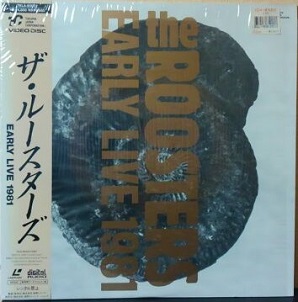 the ROOSTERS
EARLY LIVE 1981
VIDEO DISC
ザ・ルースターズ
EARLY LIVE 1981
digital